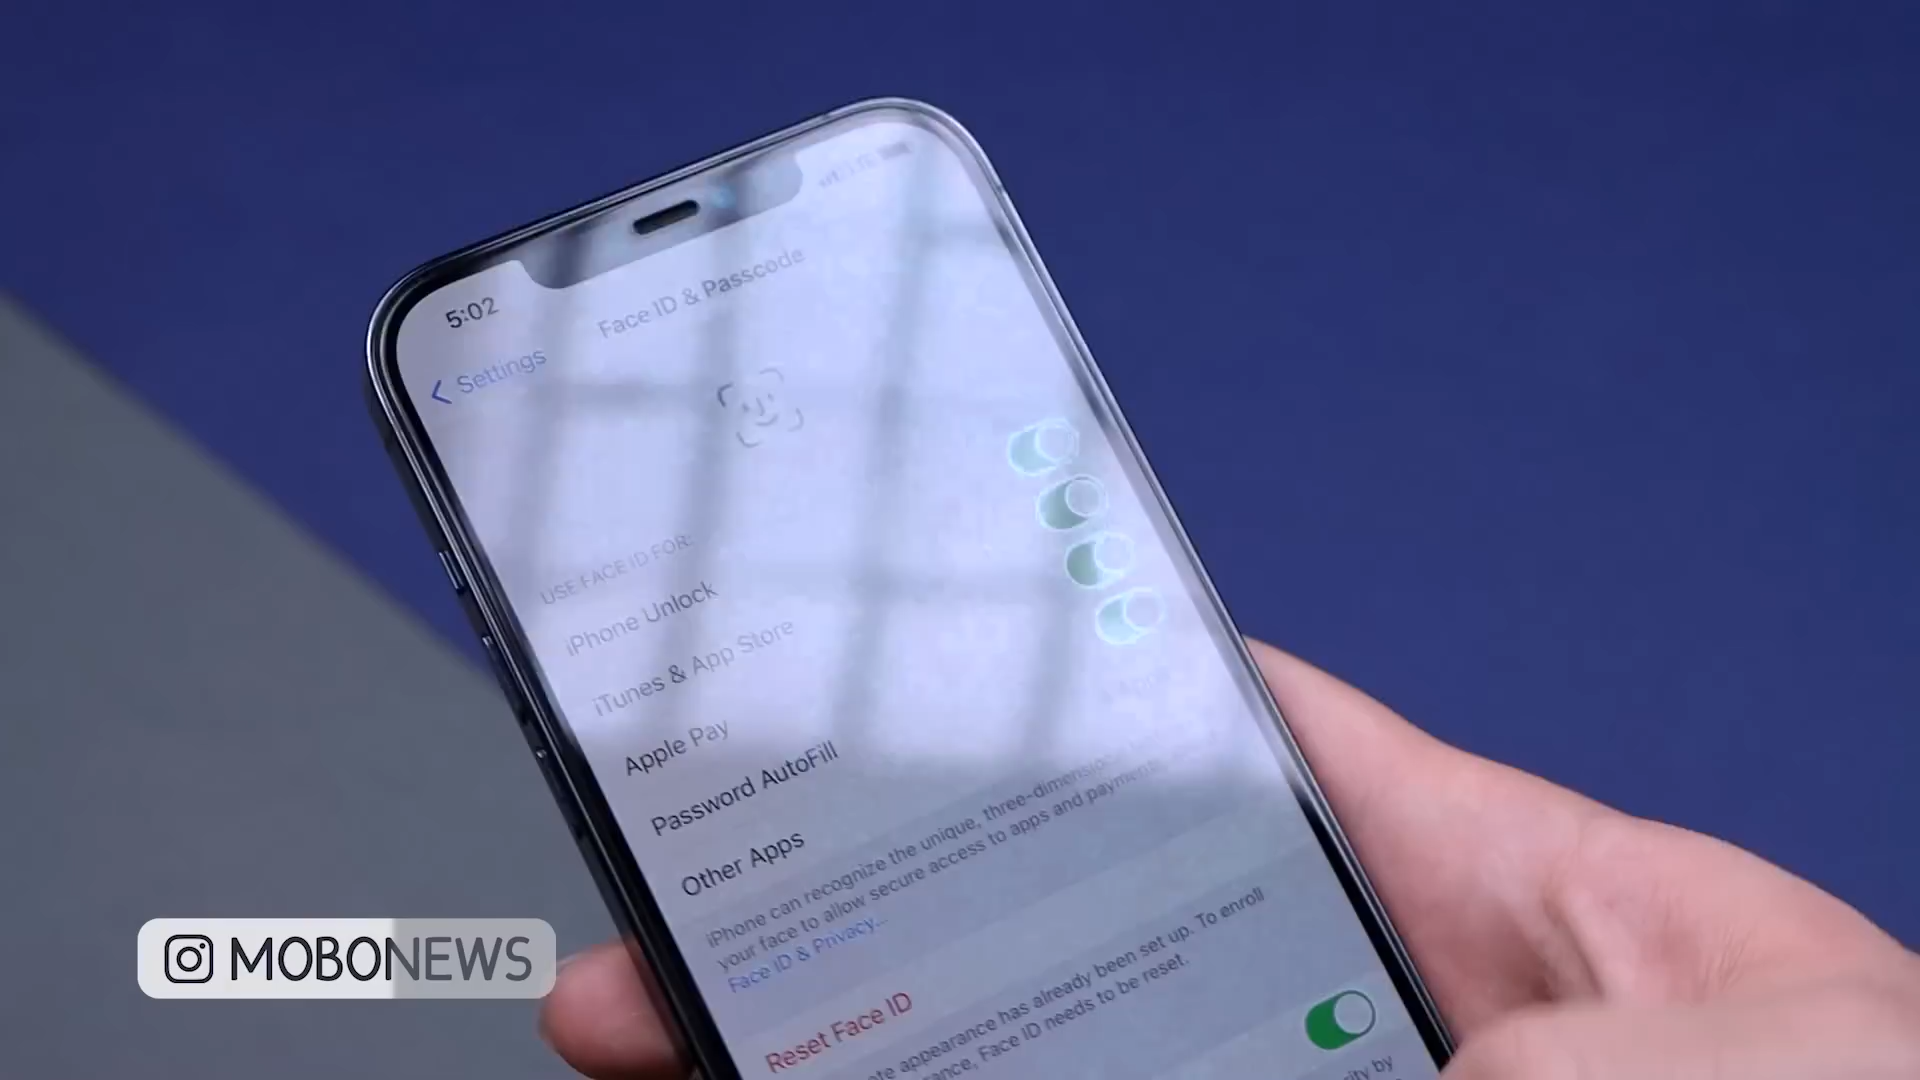 5:02
Settings
Face ID & Passcode
USE FACE ID FOR:
iPhone Unlock
iTunes & App Store
Apple Pay
Password AutoFill
Other Apps
iPhone can recognize the unique, three-dimensional
your face to allow secure access to apps and payments.
Face ID & Privacy...
Reset Face ID
appearance has already been set up. To enroll
Face ID needs to be reset.
by
MOBONEWS